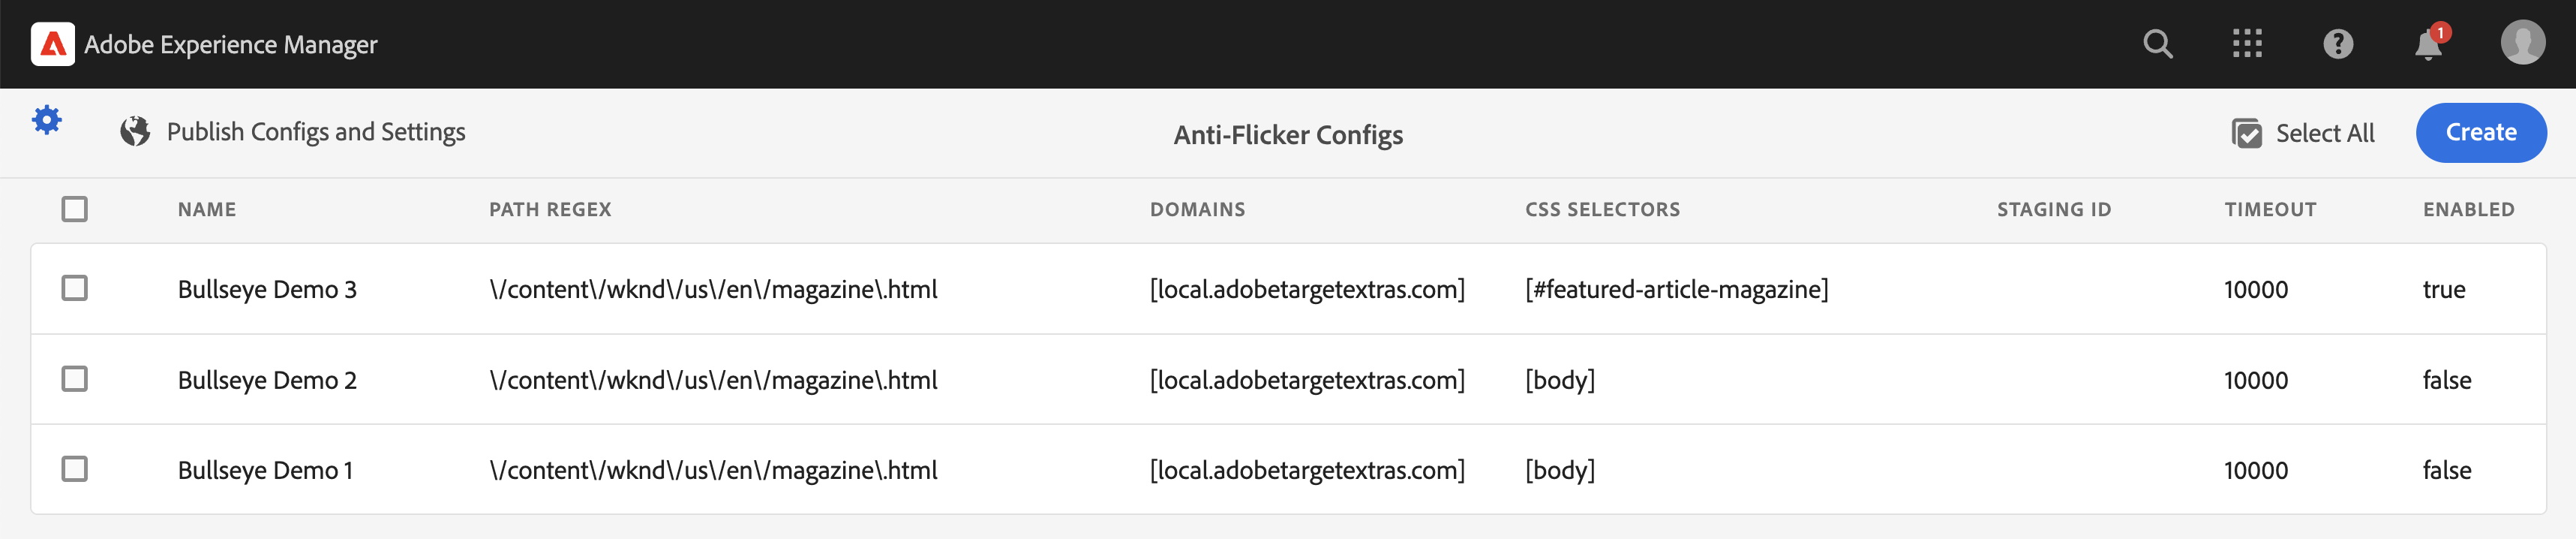 Adobe Experience Manager
1
Publish Configs and Settings Anti-Flicker Configs Select All Create
NAME PATH REGEX DOMAINS CSS SELECTORS STAGING ID TIMEOUT ENABLED
Bullseye Demo 3 \/content\/wknd\/us\/en\/magazine\.html [local.adobetargetextras.com] [#featured-article-magazine] 10000 true
Bullseye Demo 2 \/content\/wknd\/us\/en\/magazine\.html [local.adobetargetextras.com] [body] 10000 false
Bullseye Demo 1 \/content\/wknd\/us\/en\/magazine\.html [local.adobetargetextras.com] [body] 10000 false